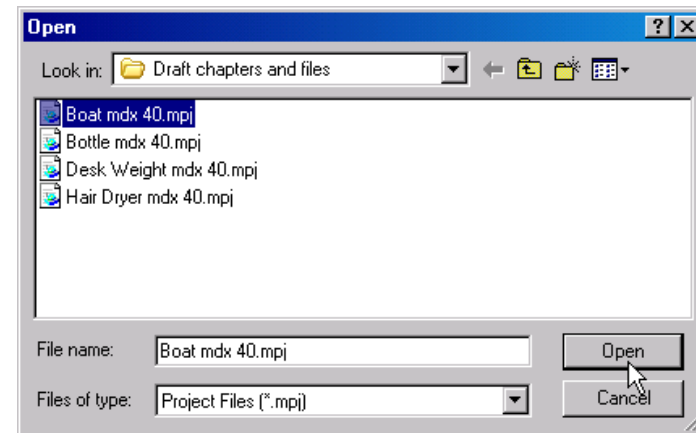 Open
Look in: Draft chapters and files
Boat mdx 40.mpj
Bottle mdx 40.mpj
Desk Weight mdx 40.mpj
Hair Dryer mdx 40.mpj
File name: Boat mdx 40.mpj Open
Files of type: Project Files (*.mpj) Cancel